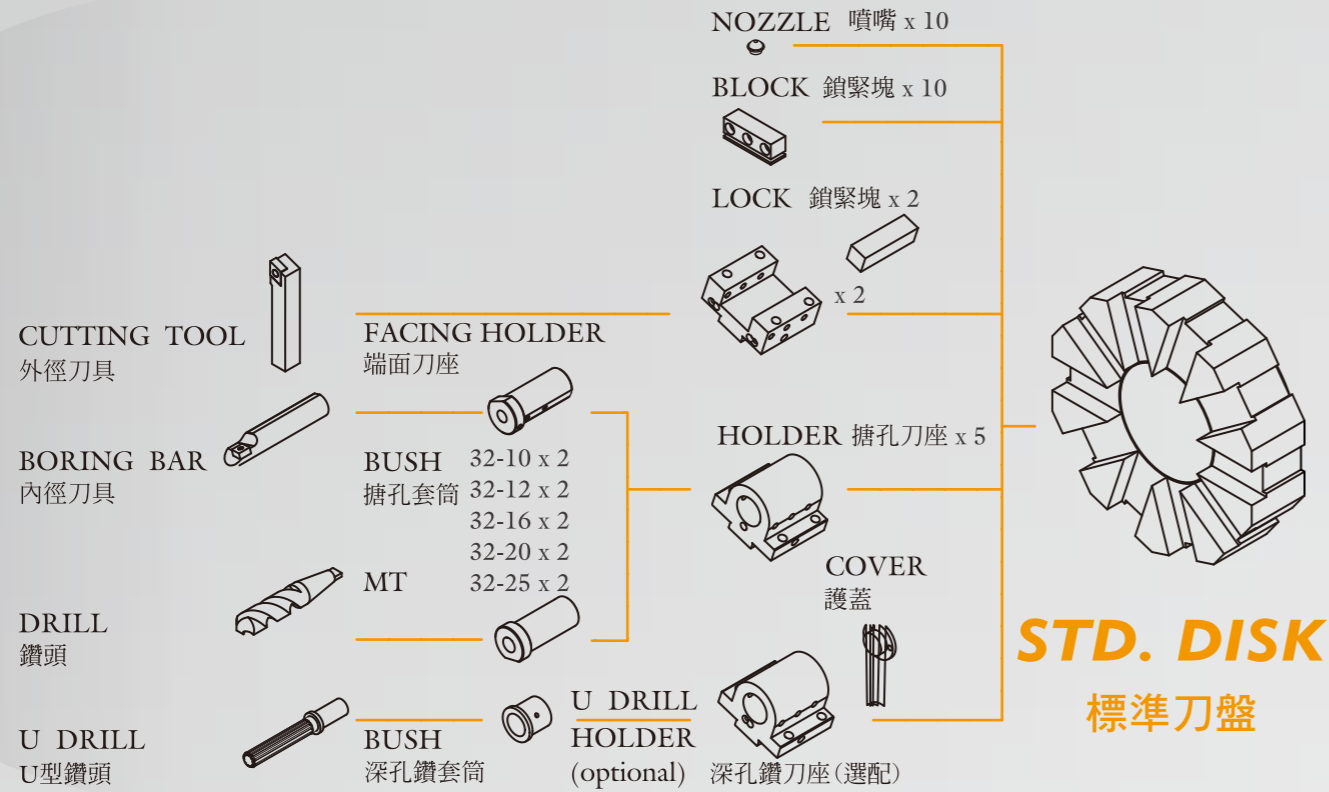 NOZZLE 噴嘴 x 10
BLOCK 鎖緊塊 x 10
LOCK 鎖緊塊 x 2
x 2
CUTTING TOOL
外徑刀具
FACING HOLDER
端面刀座
BORING BAR
內徑刀具
BUSH
搪孔套筒
32-10 x 2
32-12 x 2
32-16 x 2
32-20 x 2
32-25 x 2
HOLDER 搪孔刀座 x 5
MT
DRILL
鑽頭
COVER
護蓋
U DRILL
U型鑽頭
BUSH
深孔鑽套筒
U DRILL
HOLDER
(optional)
深孔鑽刀座(選配)
STD. DISK
標準刀盤